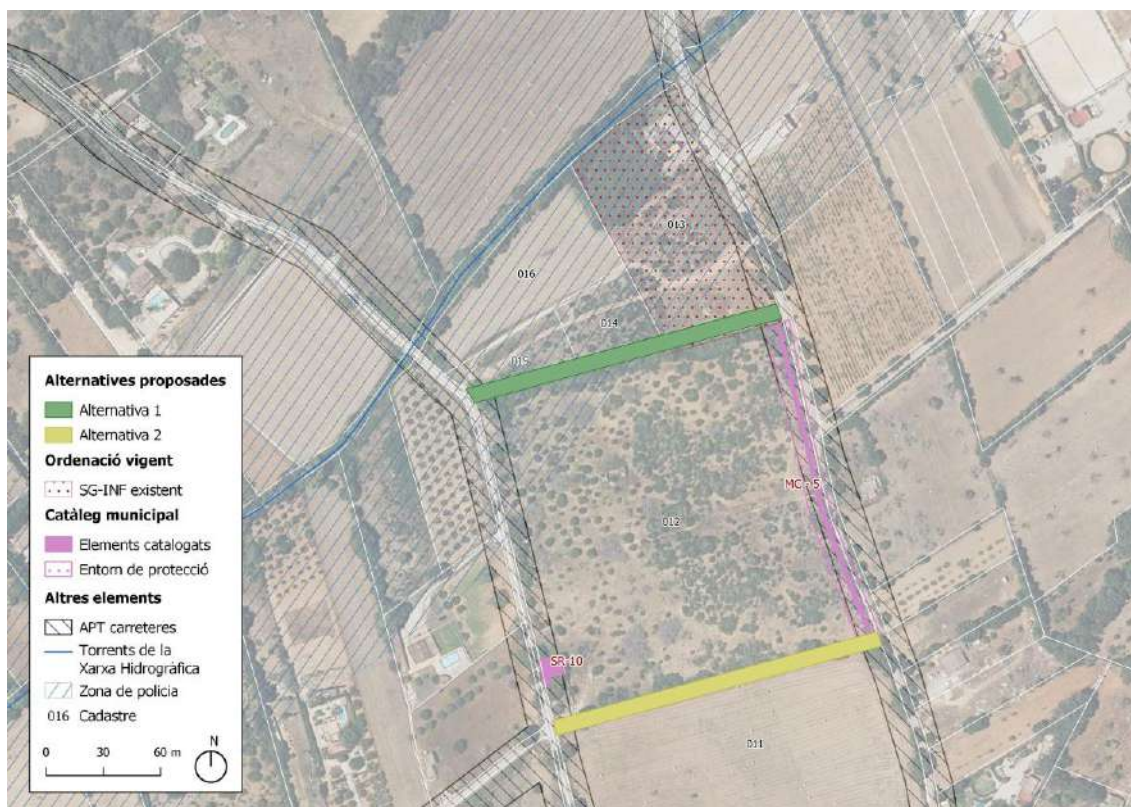 013
016
014
015
MC - 5
012
SR-10
011
Alternatives proposades
Alternativa 1
Alternativa 2
Ordenació vigent
SG-INF existent
Catàleg municipal
Elements catalogats
Entorn de protecció
Altres elements
APT carreteres
Torrents de la
Xarxa Hidrogràfica
Zona de policia
016 Cadastre
0 30 60 m
N